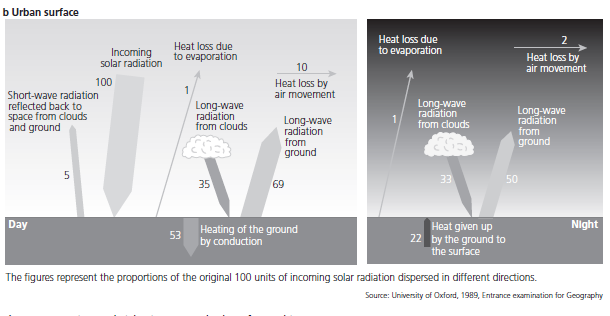 b Urban surface
Incoming
solar radiation
100
Heat loss due
to evaporation
1
10
Heat loss by
air movement
Short-wave radiation
reflected back to
space from clouds
and ground
5
Long-wave
radiation
from clouds
35
Long-wave
radiation
from
ground
69
Day
53
Heating of the ground
by conduction
Heat loss due
to evaporation
1
2
Heat loss by
air movement
Long-wave
radiation
from clouds
33
Long-wave
radiation
from
ground
50
Night
22
Heat given up
by the ground to
the surface
The figures represent the proportions of the original 100 units of incoming solar radiation dispersed in different directions.
Source: University of Oxford, 1989, Entrance examination for Geography